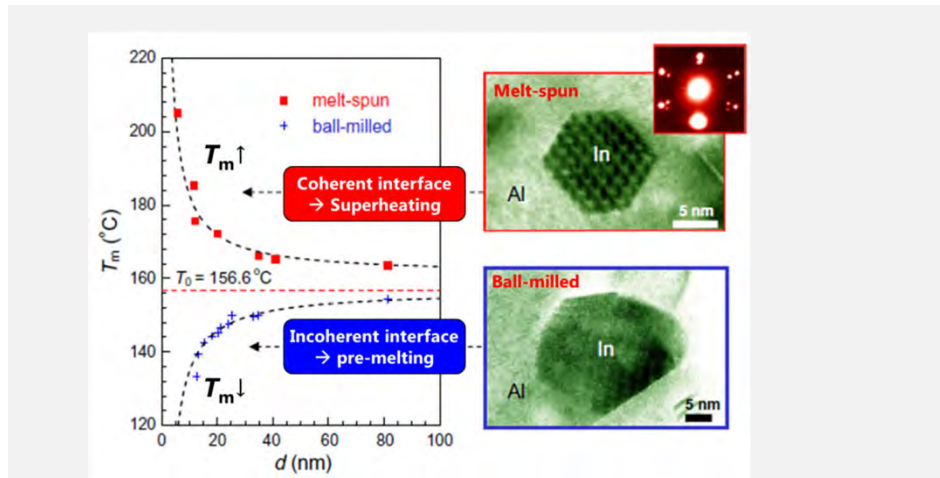 220
200
180
160
140
120
T_m (°C)
0
20
40
60
80
100
d (nm)
melt-spun
ball-milled
T_m↑
T_0 = 156.6 °C
T_m↓
Coherent interface
→ Superheating
Incoherent interface
→ pre-melting
Melt-spun
In
Al
5 nm
Ball-milled
In
Al
5 nm